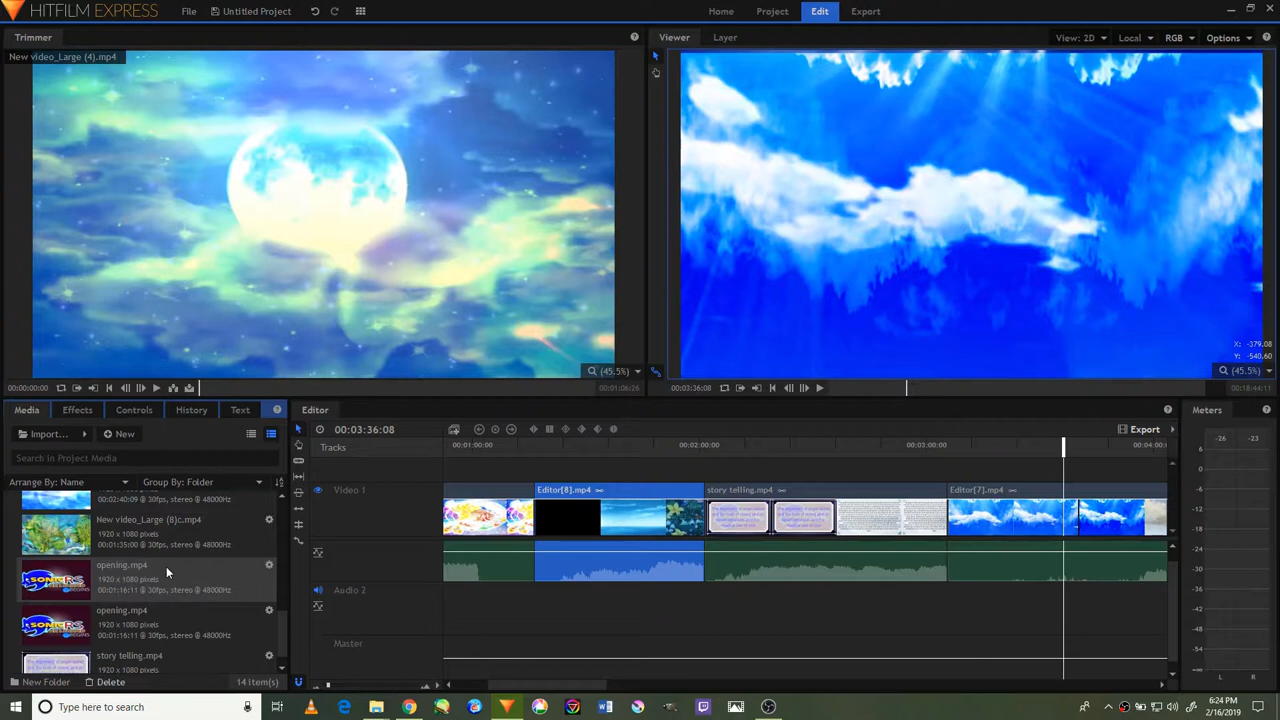 HITFILM EXPRESS File Untitled Project Home Project Edit Export
Trimmer Viewer Layer View: 2D Local RGB Options
New video_Large (4).mp4
X: -379.08
Y: -540.60
(45.5%) (45.5%)
00:00:00:00 00:01:06:26 00:03:36:08 00:18:44:11
Media Effects Controls History Text Editor Meters
Import... New 00:03:36:08 Export
-26 -23
Tracks 00:01:00:00 00:02:00:00 00:03:00:00 00:04:00:0
Search in Project Media
Arrange By: Name Group By: Folder
00:02:40:09 @ 30fps, stereo @ 48000Hz
Video 1 Editor[8].mp4 story telling.mp4 Editor[7].mp4
New video_Large (8)c.mp4
1920 x 1080 pixels
00:01:35:00 @ 30fps, stereo @ 48000Hz
opening.mp4
1920 x 1080 pixels
00:01:16:11 @ 30fps, stereo @ 48000Hz
opening.mp4
1920 x 1080 pixels
00:01:16:11 @ 30fps, stereo @ 48000Hz
story telling.mp4
1920 x 1080 pixels
Audio 2
Master
6
0
-6
-12
-18
-24
-30
-36
-42
-48
-54
-∞
L R
New Folder Delete 14 item(s)
Type here to search
6:24 PM
2/16/2019